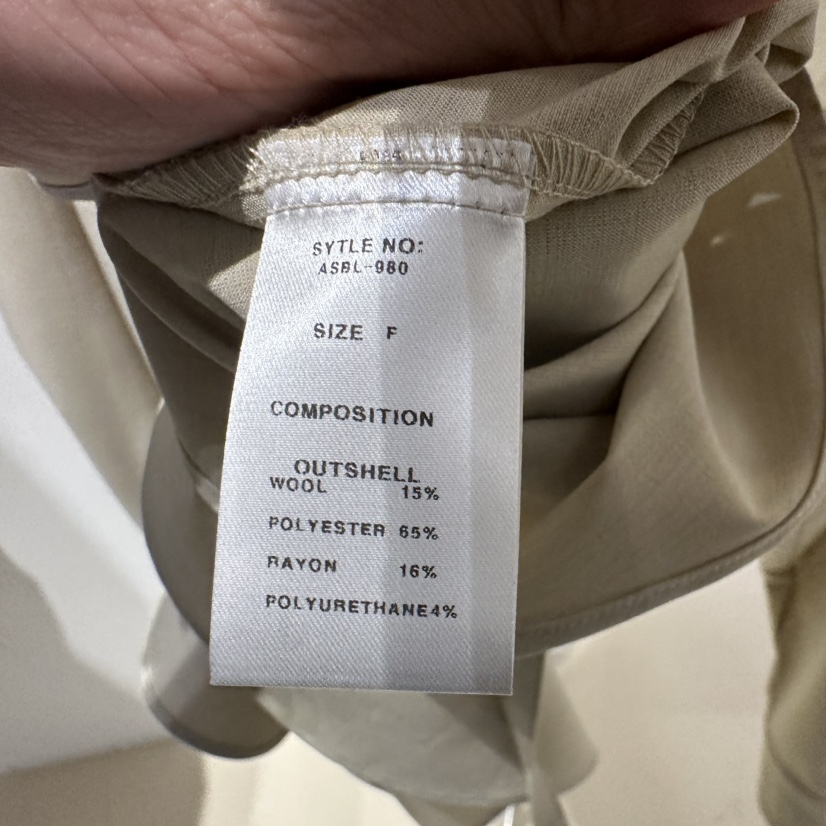 SYTLE NO:
ASBL-980
SIZE F
COMPOSITION
OUTSHELL
WOOL 15%
POLYESTER 65%
RAYON 16%
POLYURETHANE4%